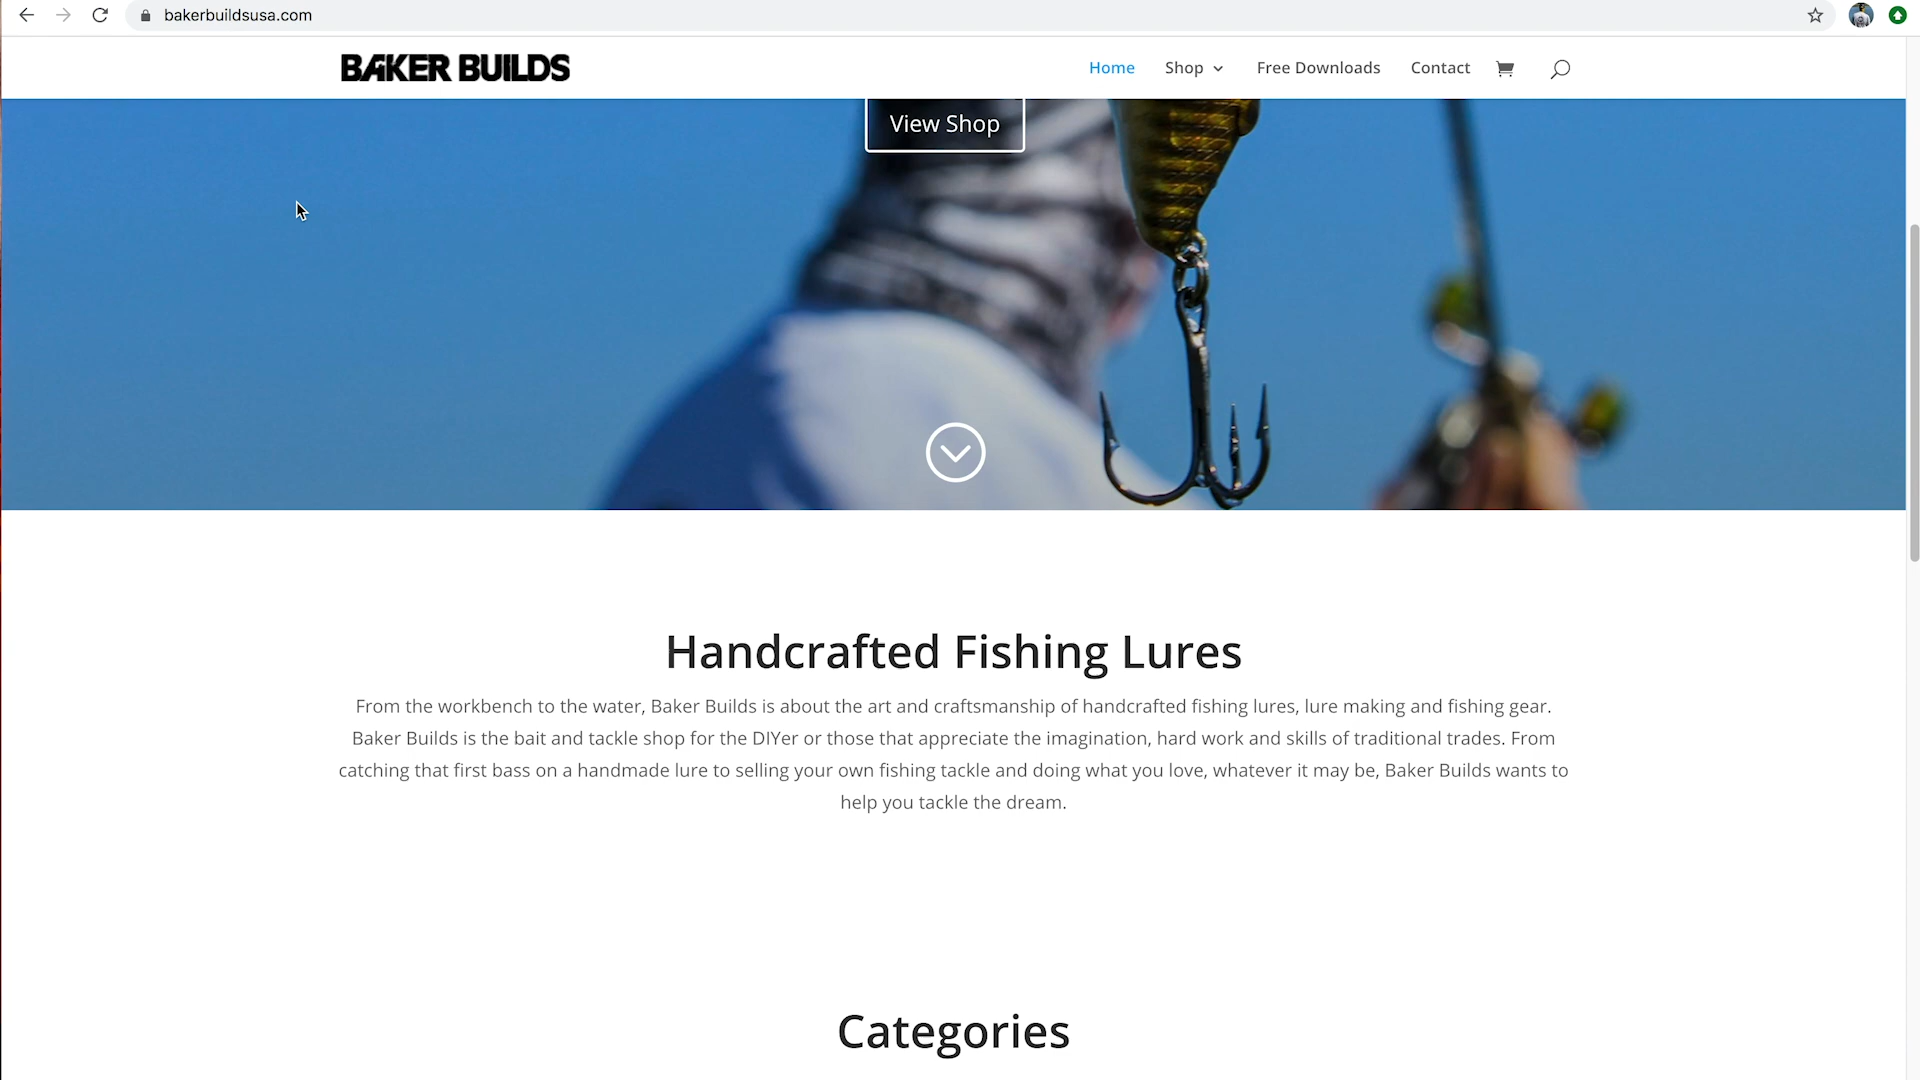 bakerbuildsusa.com
BAKER BUILDS
Home Shop Free Downloads Contact
View Shop
Handcrafted Fishing Lures
From the workbench to the water, Baker Builds is about the art and craftsmanship of handcrafted fishing lures, lure making and fishing gear.
Baker Builds is the bait and tackle shop for the DIYer or those that appreciate the imagination, hard work and skills of traditional trades. From
catching that first bass on a handmade lure to selling your own fishing tackle and doing what you love, whatever it may be, Baker Builds wants to
help you tackle the dream.
Categories